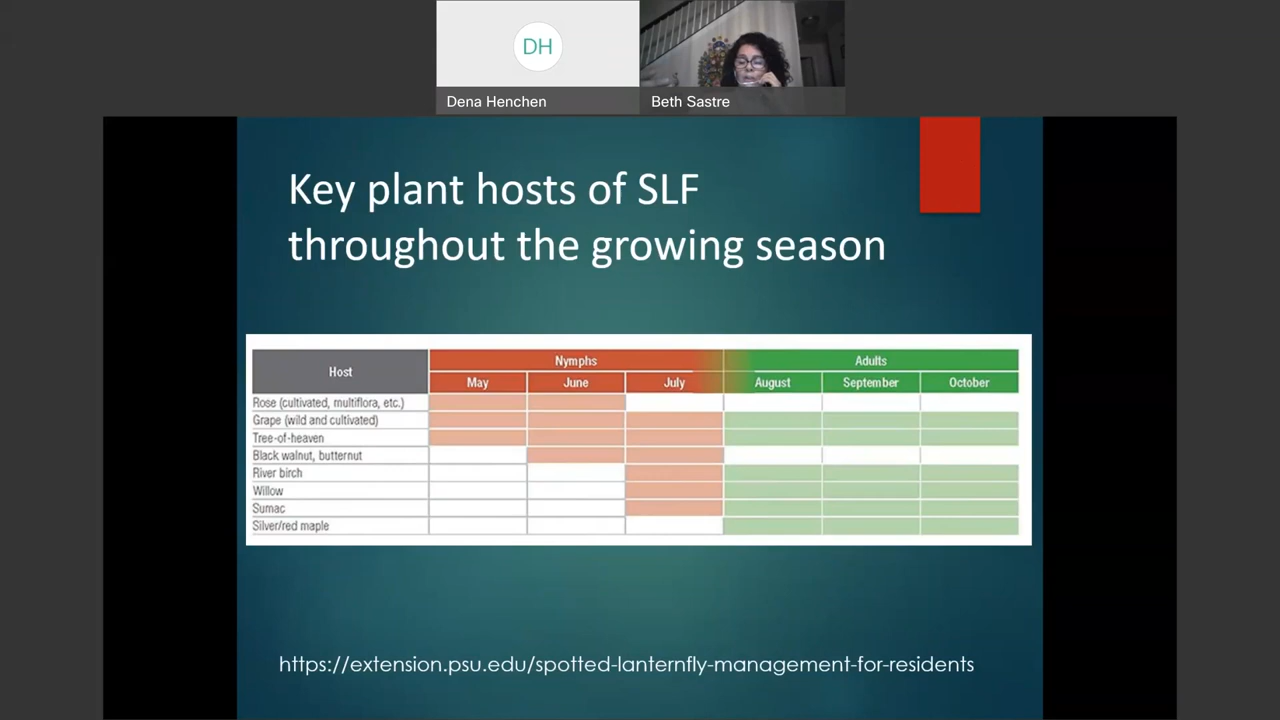 DH
Dena Henchen
Beth Sastre
Key plant hosts of SLF
throughout the growing season
Host
Nymphs
Adults
May
June
July
August
September
October
Rose (cultivated, multiflora, etc.)
Grape (wild and cultivated)
Tree-of-heaven
Black walnut, butternut
River birch
Willow
Sumac
Silver/red maple
https://extension.psu.edu/spotted-lanternfly-management-for-residents